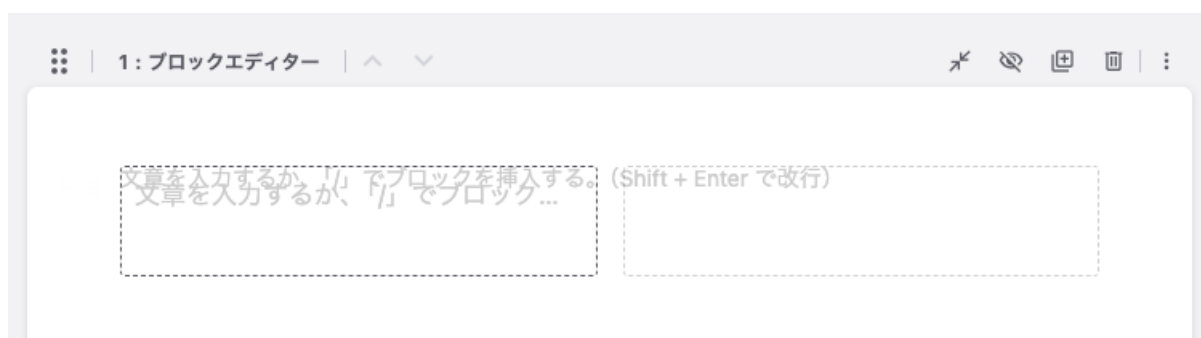 1 : ブロックエディター
文章を入力するか、「/」でブロックを挿入する。（Shift + Enter で改行）
文章を入力するか、「/」でブロック...